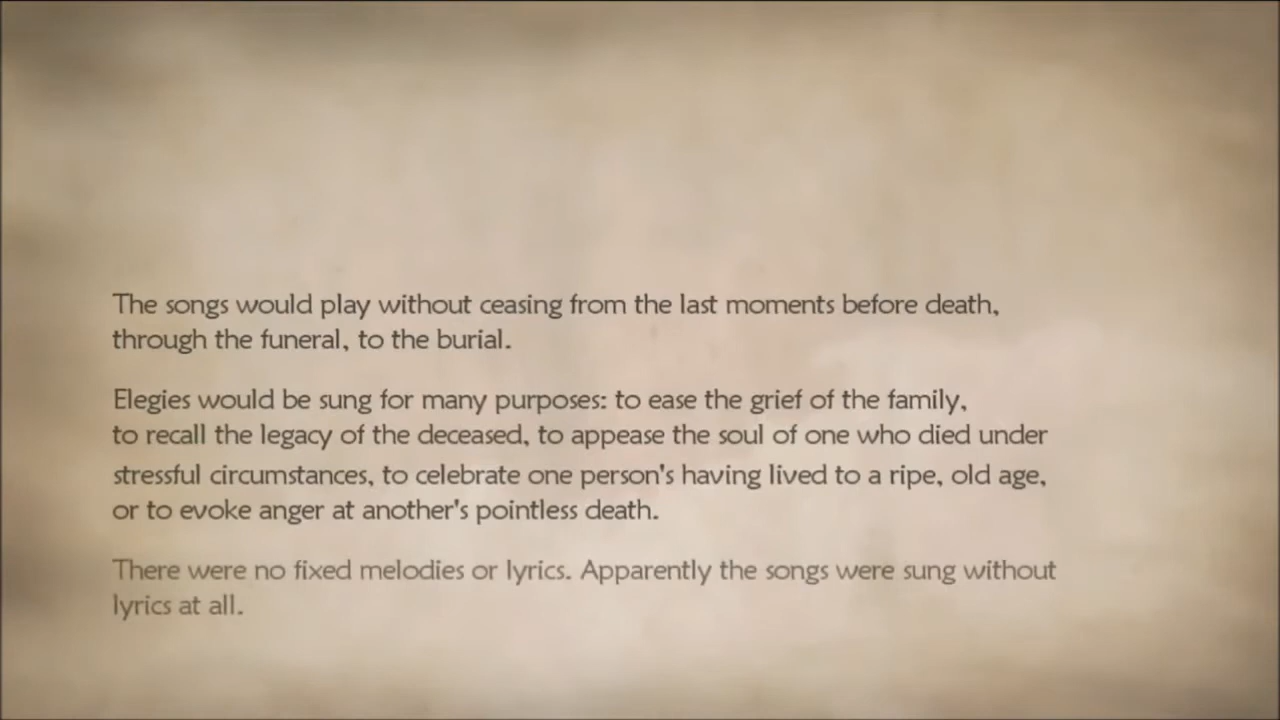 The songs would play without ceasing from the last moments before death,
through the funeral, to the burial.
Elegies would be sung for many purposes: to ease the grief of the family,
to recall the legacy of the deceased, to appease the soul of one who died under
stressful circumstances, to celebrate one person's having lived to a ripe, old age,
or to evoke anger at another's pointless death.
There were no fixed melodies or lyrics. Apparently the songs were sung without
lyrics at all.